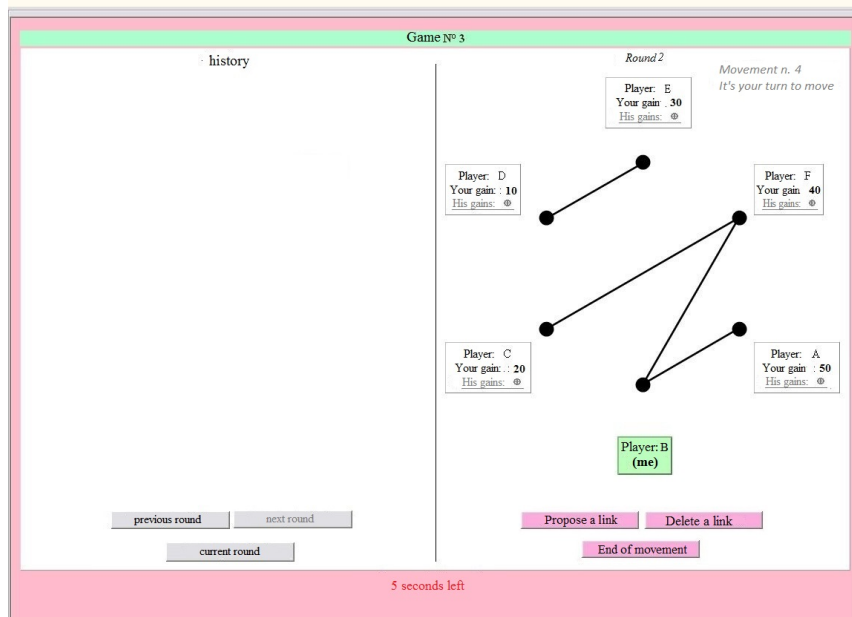 Game Nº 3
history
Round 2
Movement n. 4
It's your turn to move
Player: E
Your gain : 30
His gains:
Player: D
Your gain: : 10
His gains:
Player: F
Your gain 40
His gains:
Player: C
Your gain: . : 20
His gains:
Player: A
Your gain : 50
His gains:
Player: B
(me)
previous round
next round
current round
Propose a link
Delete a link
End of movement
5 seconds left